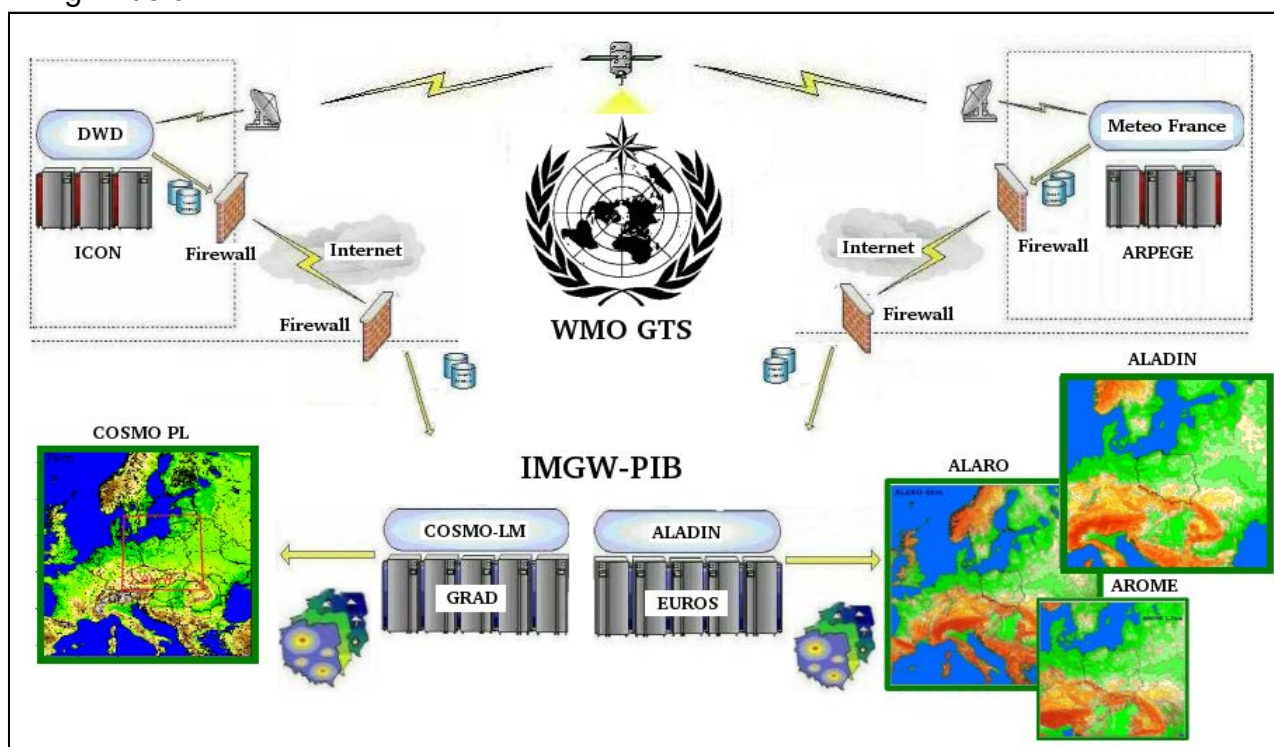 DWD
Meteo France
ICON
Firewall
Internet
Firewall
WMO GTS
Internet
Firewall
ARPEGE
Firewall
ALADIN
COSMO PL
IMGW-PIB
ALARO
COSMO-LM
ALADIN
GRAD
EUROS
AROME